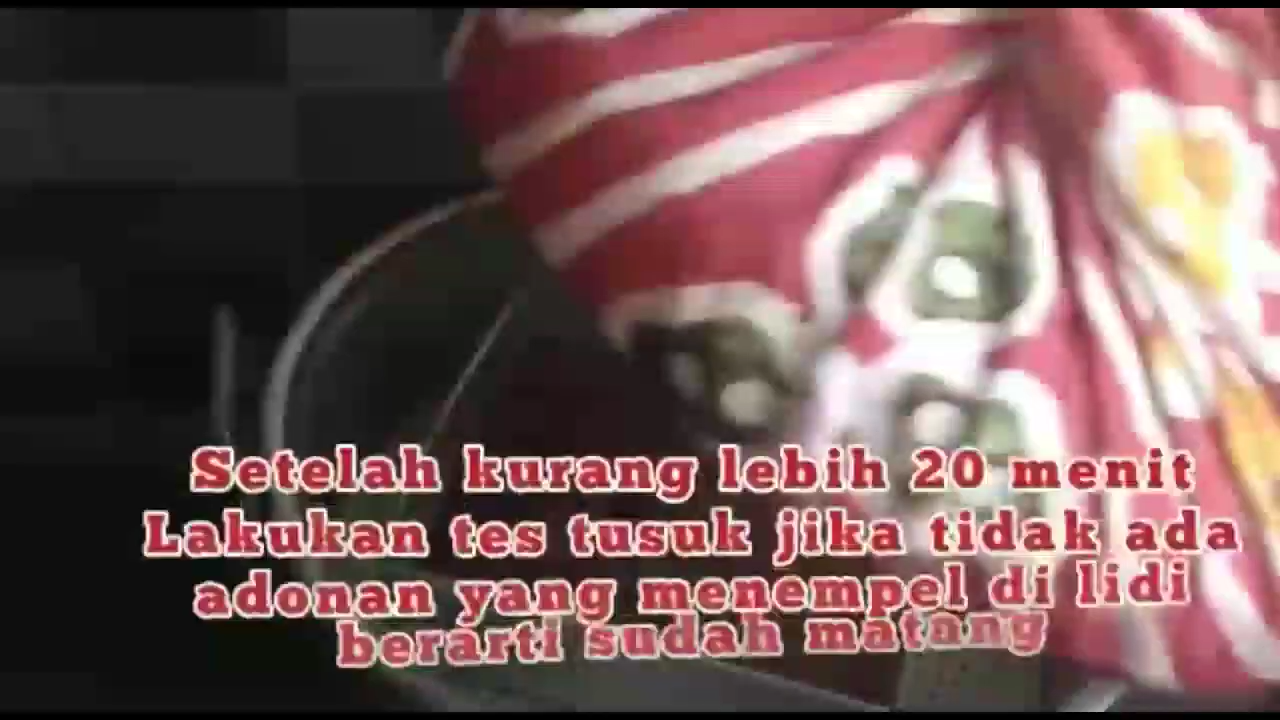 Setelah kurang lebih 20 menit
Lakukan tes tusuk jika tidak ada
adonan yang menempel di lidi
berarti sudah matang